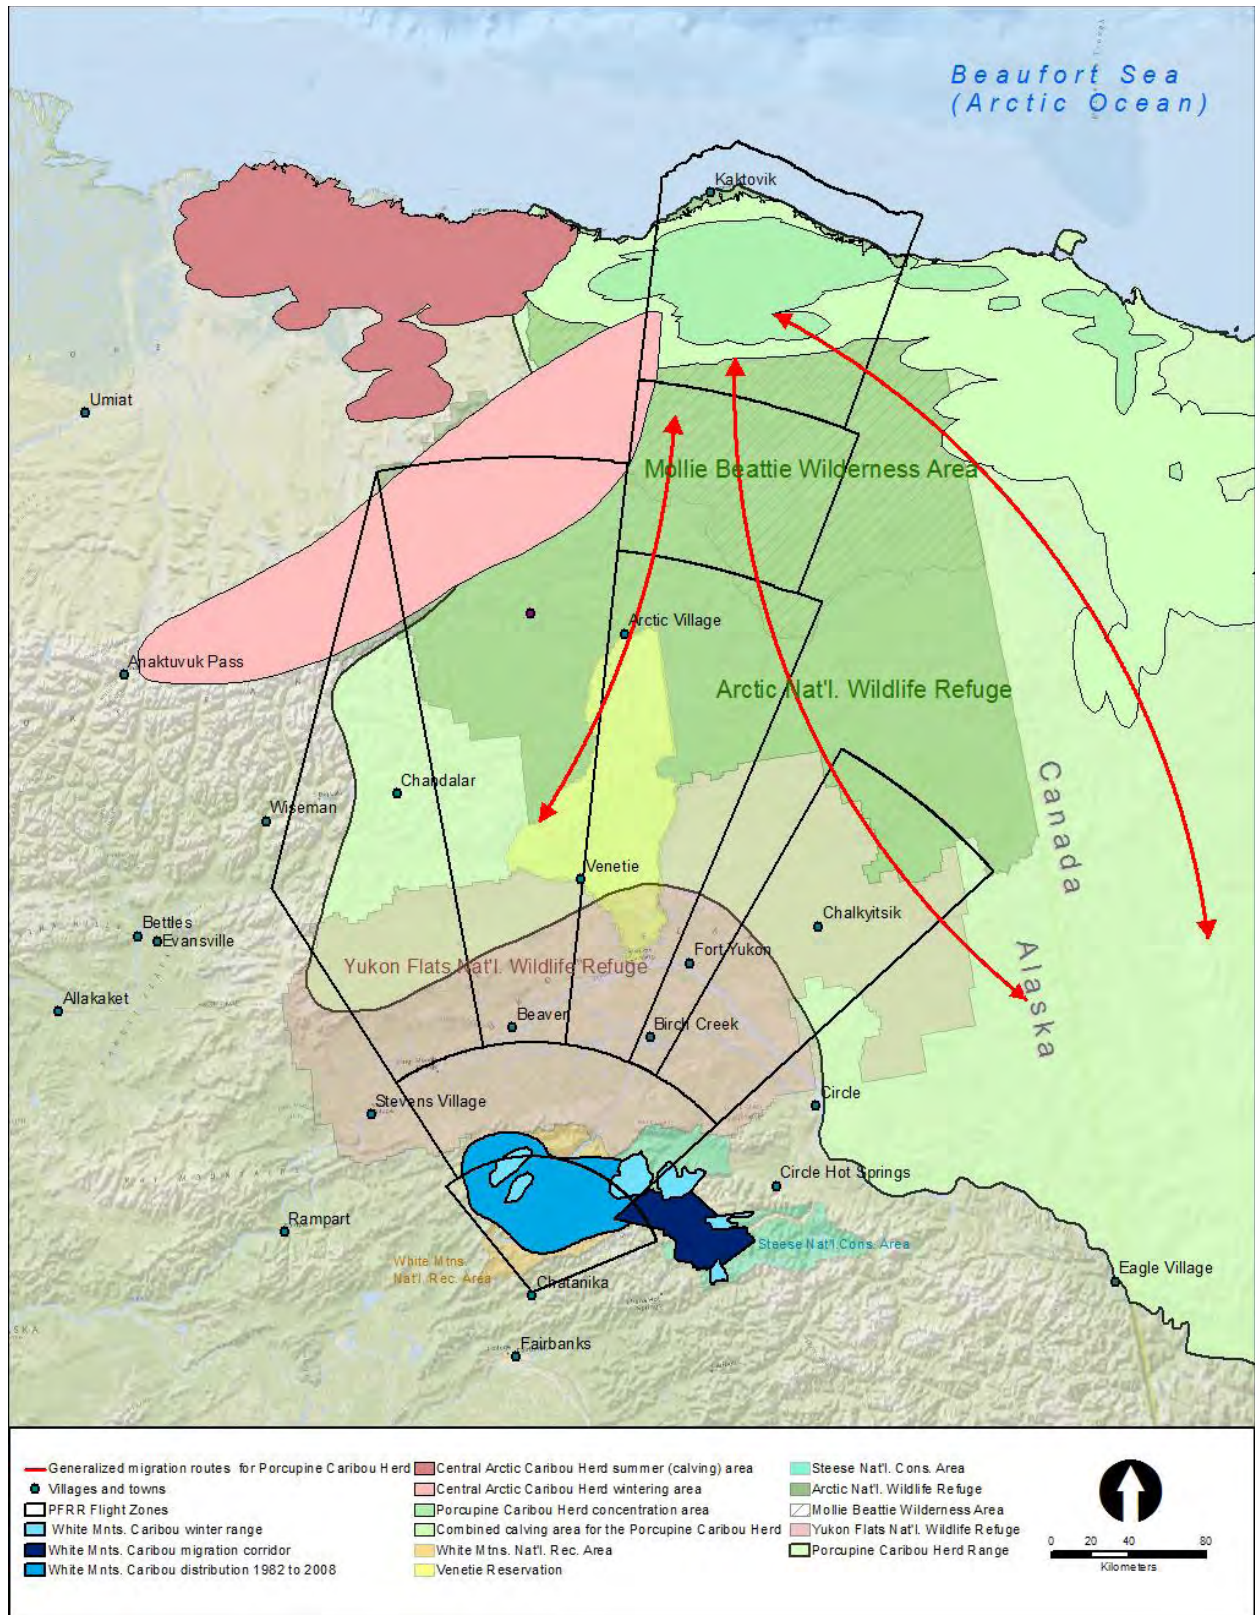 Beaufort Sea
(Arctic Ocean)
Kaktovik
Umiat
Mollie Beattie Wilderness Area
Arctic Village
Anaktuvuk Pass
Arctic Nat'l. Wildlife Refuge
Canada
Chandalar
Wiseman
Venetie
Chalkyitsik
Bettles
Evansville
Fort Yukon
Yukon Flats Nat'l. Wildlife Refuge
Alaska
Allakaket
Beaver
Birch Creek
Stevens Village
Circle
Circle Hot Springs
Rampart
Steese Nat'l.Cons. Area
White Mtns.
Nat'l. Rec. Area
Chatanika
Eagle Village
Fairbanks
Generalized migration routes for Porcupine Caribou Herd
Villages and towns
PFRR Flight Zones
White Mnts. Caribou winter range
White Mnts. Caribou migration corridor
White Mnts. Caribou distribution 1982 to 2008
Central Arctic Caribou Herd summer (calving) area
Central Arctic Caribou Herd wintering area
Porcupine Caribou Herd concentration area
Combined calving area for the Porcupine Caribou Herd
White Mtns. Nat'l. Rec. Area
Venetie Reservation
Steese Nat'l. Cons. Area
Arctic Nat'l. Wildlife Refuge
Mollie Beattie Wilderness Area
Yukon Flats Nat'l. Wildlife Refuge
Porcupine Caribou Herd Range
0 20 40 80
Kilometers